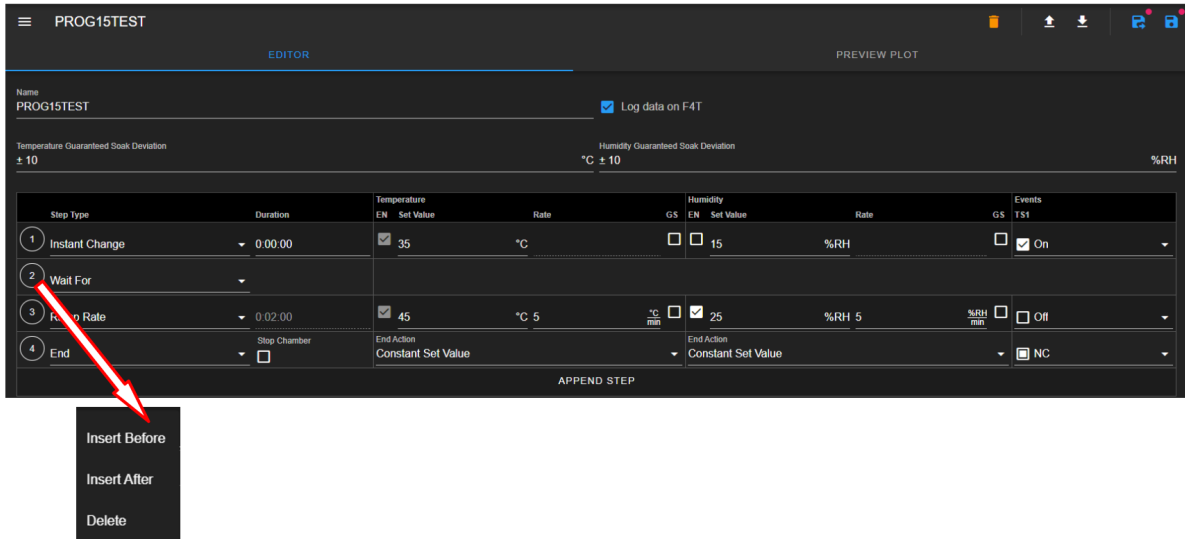 PROG15TEST
EDITOR PREVIEW PLOT
Name
PROG15TEST
Log data on F4T
Temperature Guaranteed Soak Deviation Humidity Guaranteed Soak Deviation
± 10 °C ± 10 %RH
Temperature Humidity Events
Step Type Duration EN Set Value Rate GS EN Set Value Rate GS TS1
1 Instant Change 0:00:00 35 °C 15 %RH On
2 Wait For
3 Ramp Rate 0:02:00 45 °C 5 °C/min 25 %RH 5 %RH/min Off
Stop Chamber End Action End Action
4 End Constant Set Value Constant Set Value NC
APPEND STEP
Insert Before
Insert After
Delete